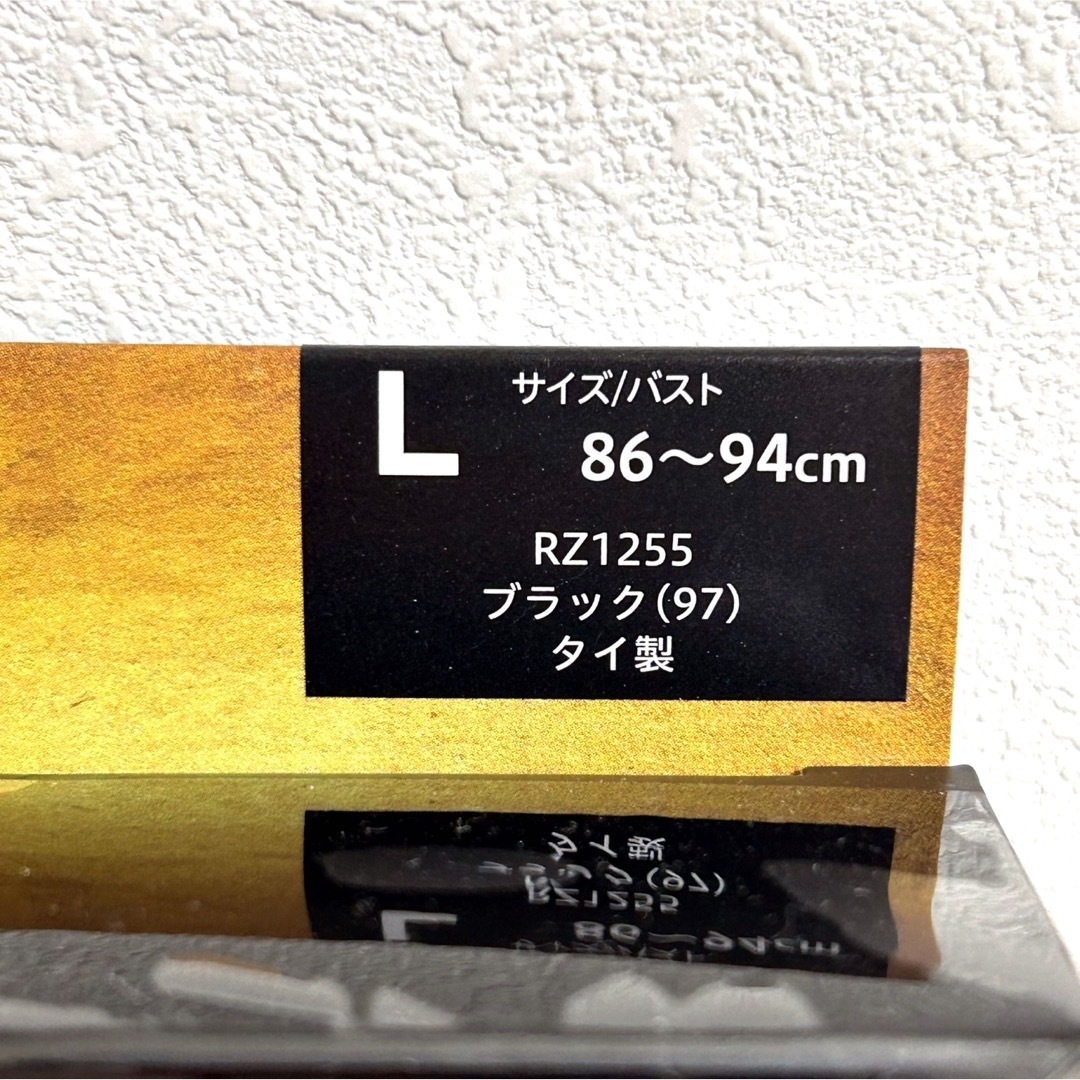 L サイズ/バスト
86〜94cm
RZ1255
ブラック(97)
タイ製